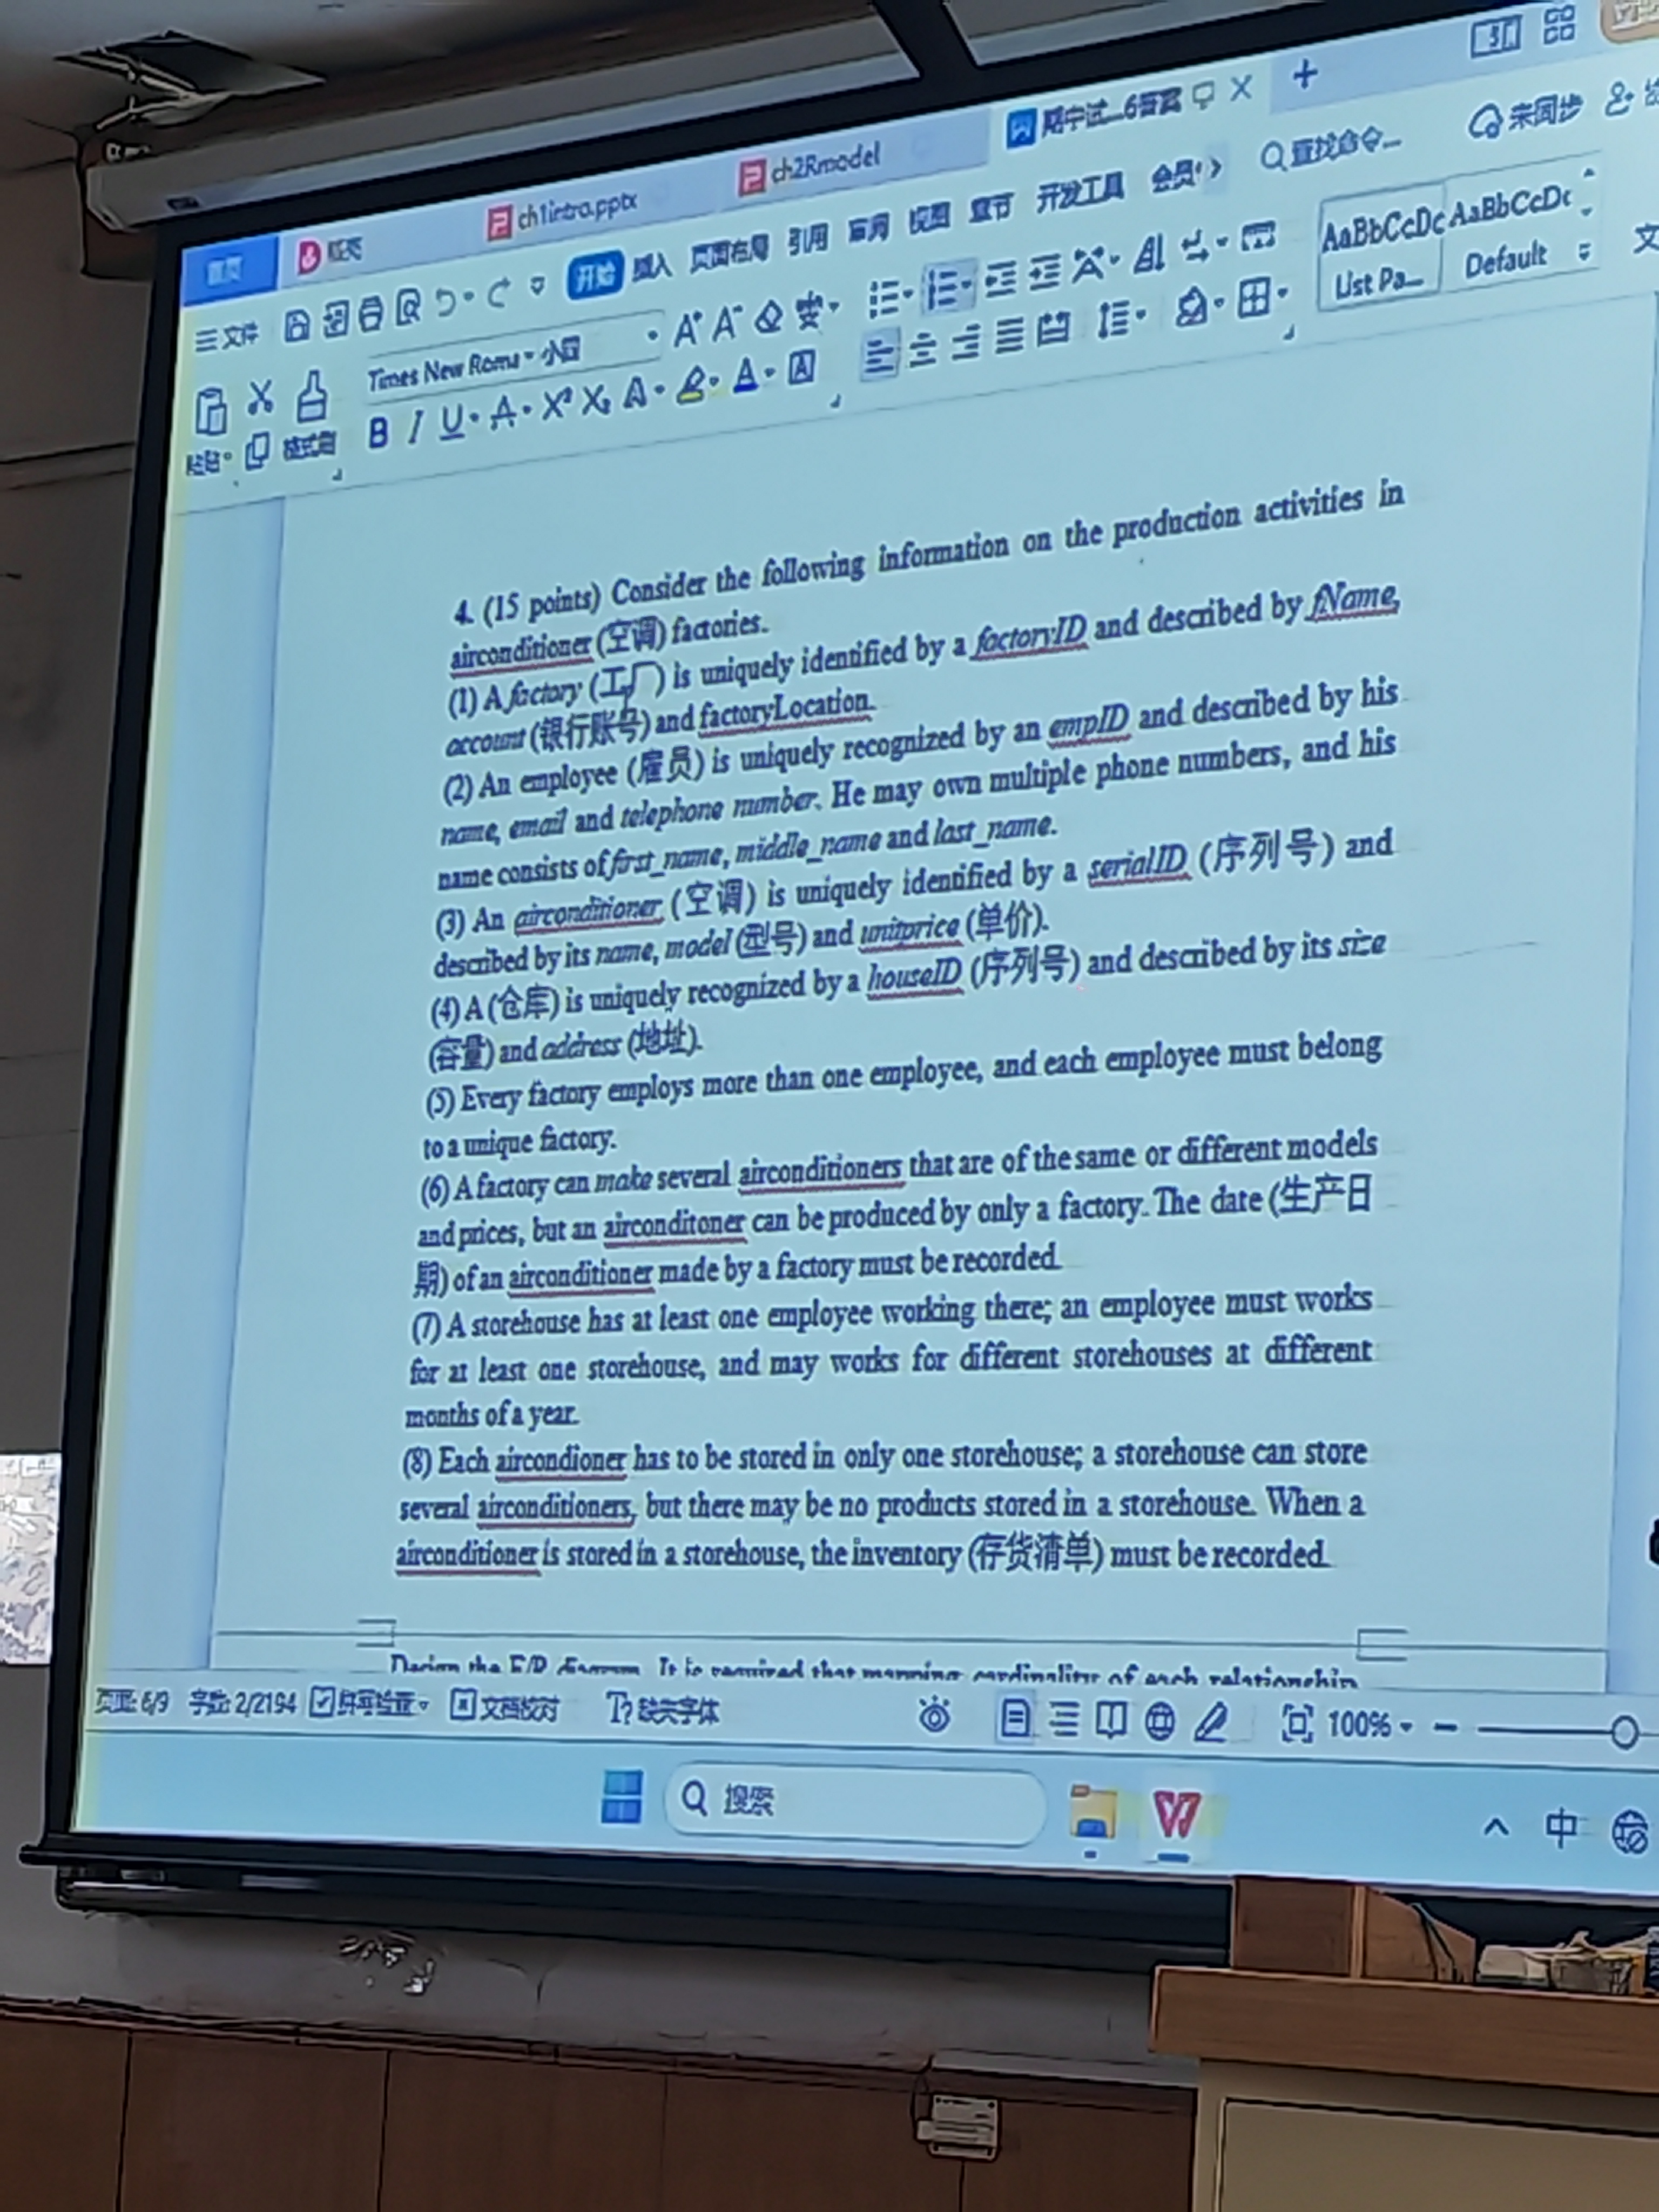 ch1intro.pptx
ch2Rmodel
期中试...6答案
首页
开始 插入 页面布局 引用 审阅 视图 章节 开发工具 会员
查找命令...
未同步
文件
Times New Roma 小四
AaBbCcDc AaBbCcDc
List Pa... Default
粘贴 格式刷
4. (15 points) Consider the following information on the production activities in
airconditioner (空调) factories.
(1) A factory (工厂) is uniquely identified by a factoryID and described by fName,
account (银行账号) and factoryLocation.
(2) An employee (雇员) is uniquely recognized by an empID and described by his
name, email and telephone number. He may own multiple phone numbers, and his
name consists of first_name, middle_name and last_name.
(3) An airconditioner (空调) is uniquely identified by a serialID (序列号) and
described by its name, model (型号) and unitprice (单价).
(4) A (仓库) is uniquely recognized by a houseID (序列号) and described by its size
(容量) and address (地址).
(5) Every factory employs more than one employee, and each employee must belong
to a unique factory.
(6) A factory can make several airconditioners that are of the same or different models
and prices, but an airconditoner can be produced by only a factory. The date (生产日
期) of an airconditioner made by a factory must be recorded.
(7) A storehouse has at least one employee working there; an employee must works
for at least one storehouse, and may works for different storehouses at different
months of a year.
(8) Each aircondioner has to be stored in only one storehouse; a storehouse can store
several airconditioners, but there may be no products stored in a storehouse. When a
airconditioner is stored in a storehouse, the inventory (存货清单) must be recorded.
Design the E/R diagram. It is required that mapping cardinality of each relationship
页面: 6/9 字数: 2/2194 拼写检查 文档校对 缺失字体 100%
搜索
中